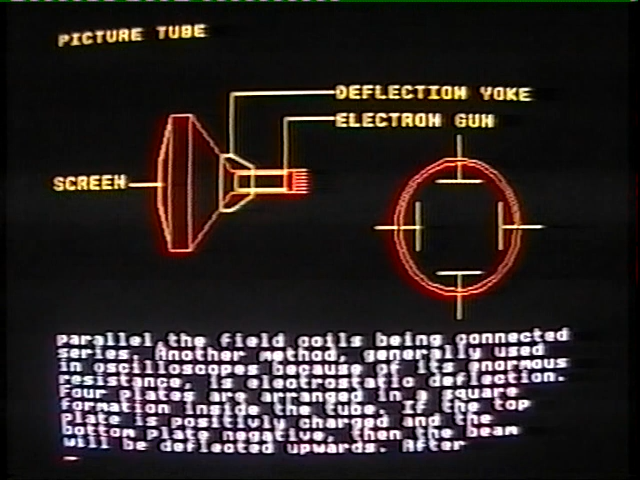 PICTURE TUBE
DEFLECTION YOKE
ELECTRON GUN
SCREEN
parallel,the field coils being connected
series. Another method, generally used
in oscilloscopes because of its enormous
resistance, is electrostatic deflection.
Four plates are arranged in a square
formation inside the tube. If the top
plate is positivly charged and the
bottom plate negative, then the beam
will be deflected upwards. After